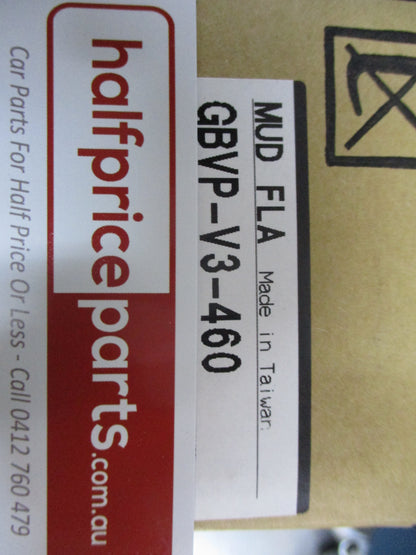 MUD FLA Made in Taiwan
GBVP-V3-460
halfpriceparts.com.au
Car Parts For Half Price Or Less - Call 0412 760 479